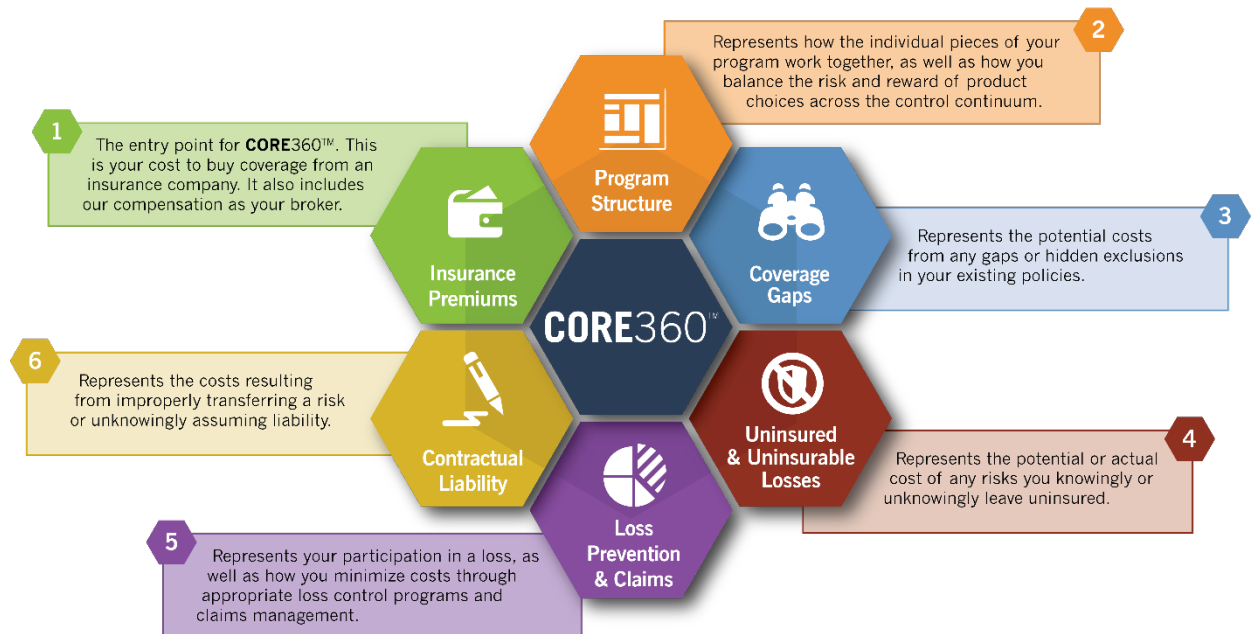 1
The entry point for CORE360™. This
is your cost to buy coverage from an
insurance company. It also includes
our compensation as your broker.
Insurance
Premiums
2
Represents how the individual pieces of your
program work together, as well as how you
balance the risk and reward of product
choices across the control continuum.
Program
Structure
3
Represents the potential costs
from any gaps or hidden exclusions
in your existing policies.
Coverage
Gaps
CORE360™
4
Represents the potential or actual
cost of any risks you knowingly or
unknowingly leave uninsured.
Uninsured
& Uninsurable
Losses
5
Represents your participation in a loss, as
well as how you minimize costs through
appropriate loss control programs and
claims management.
Loss
Prevention
& Claims
6
Represents the costs resulting
from improperly transferring a risk
or unknowingly assuming liability.
Contractual
Liability